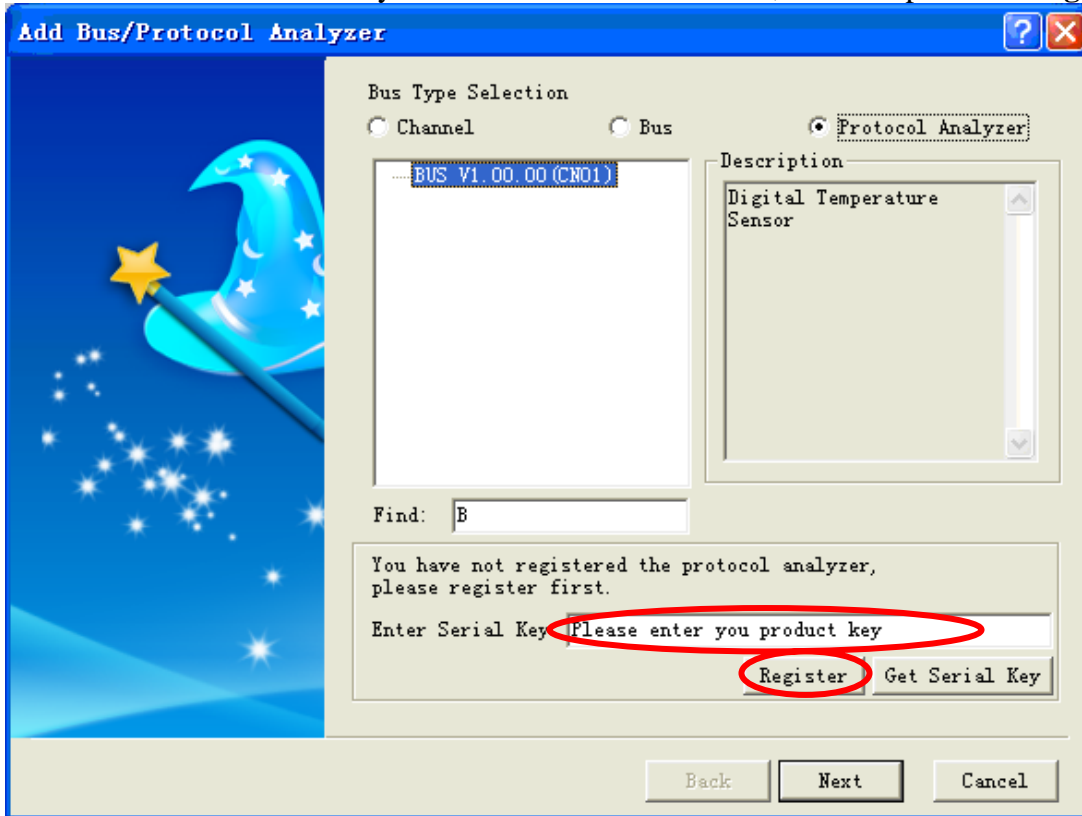 Add Bus/Protocol Analyzer
Bus Type Selection
Channel
Bus
Protocol Analyzer
BUS V1.00.00(CN01)
Description
Digital Temperature
Sensor
Find:
B
You have not registered the protocol analyzer,
please register first.
Enter Serial Key
Please enter you product key
Register
Get Serial Key
Back
Next
Cancel